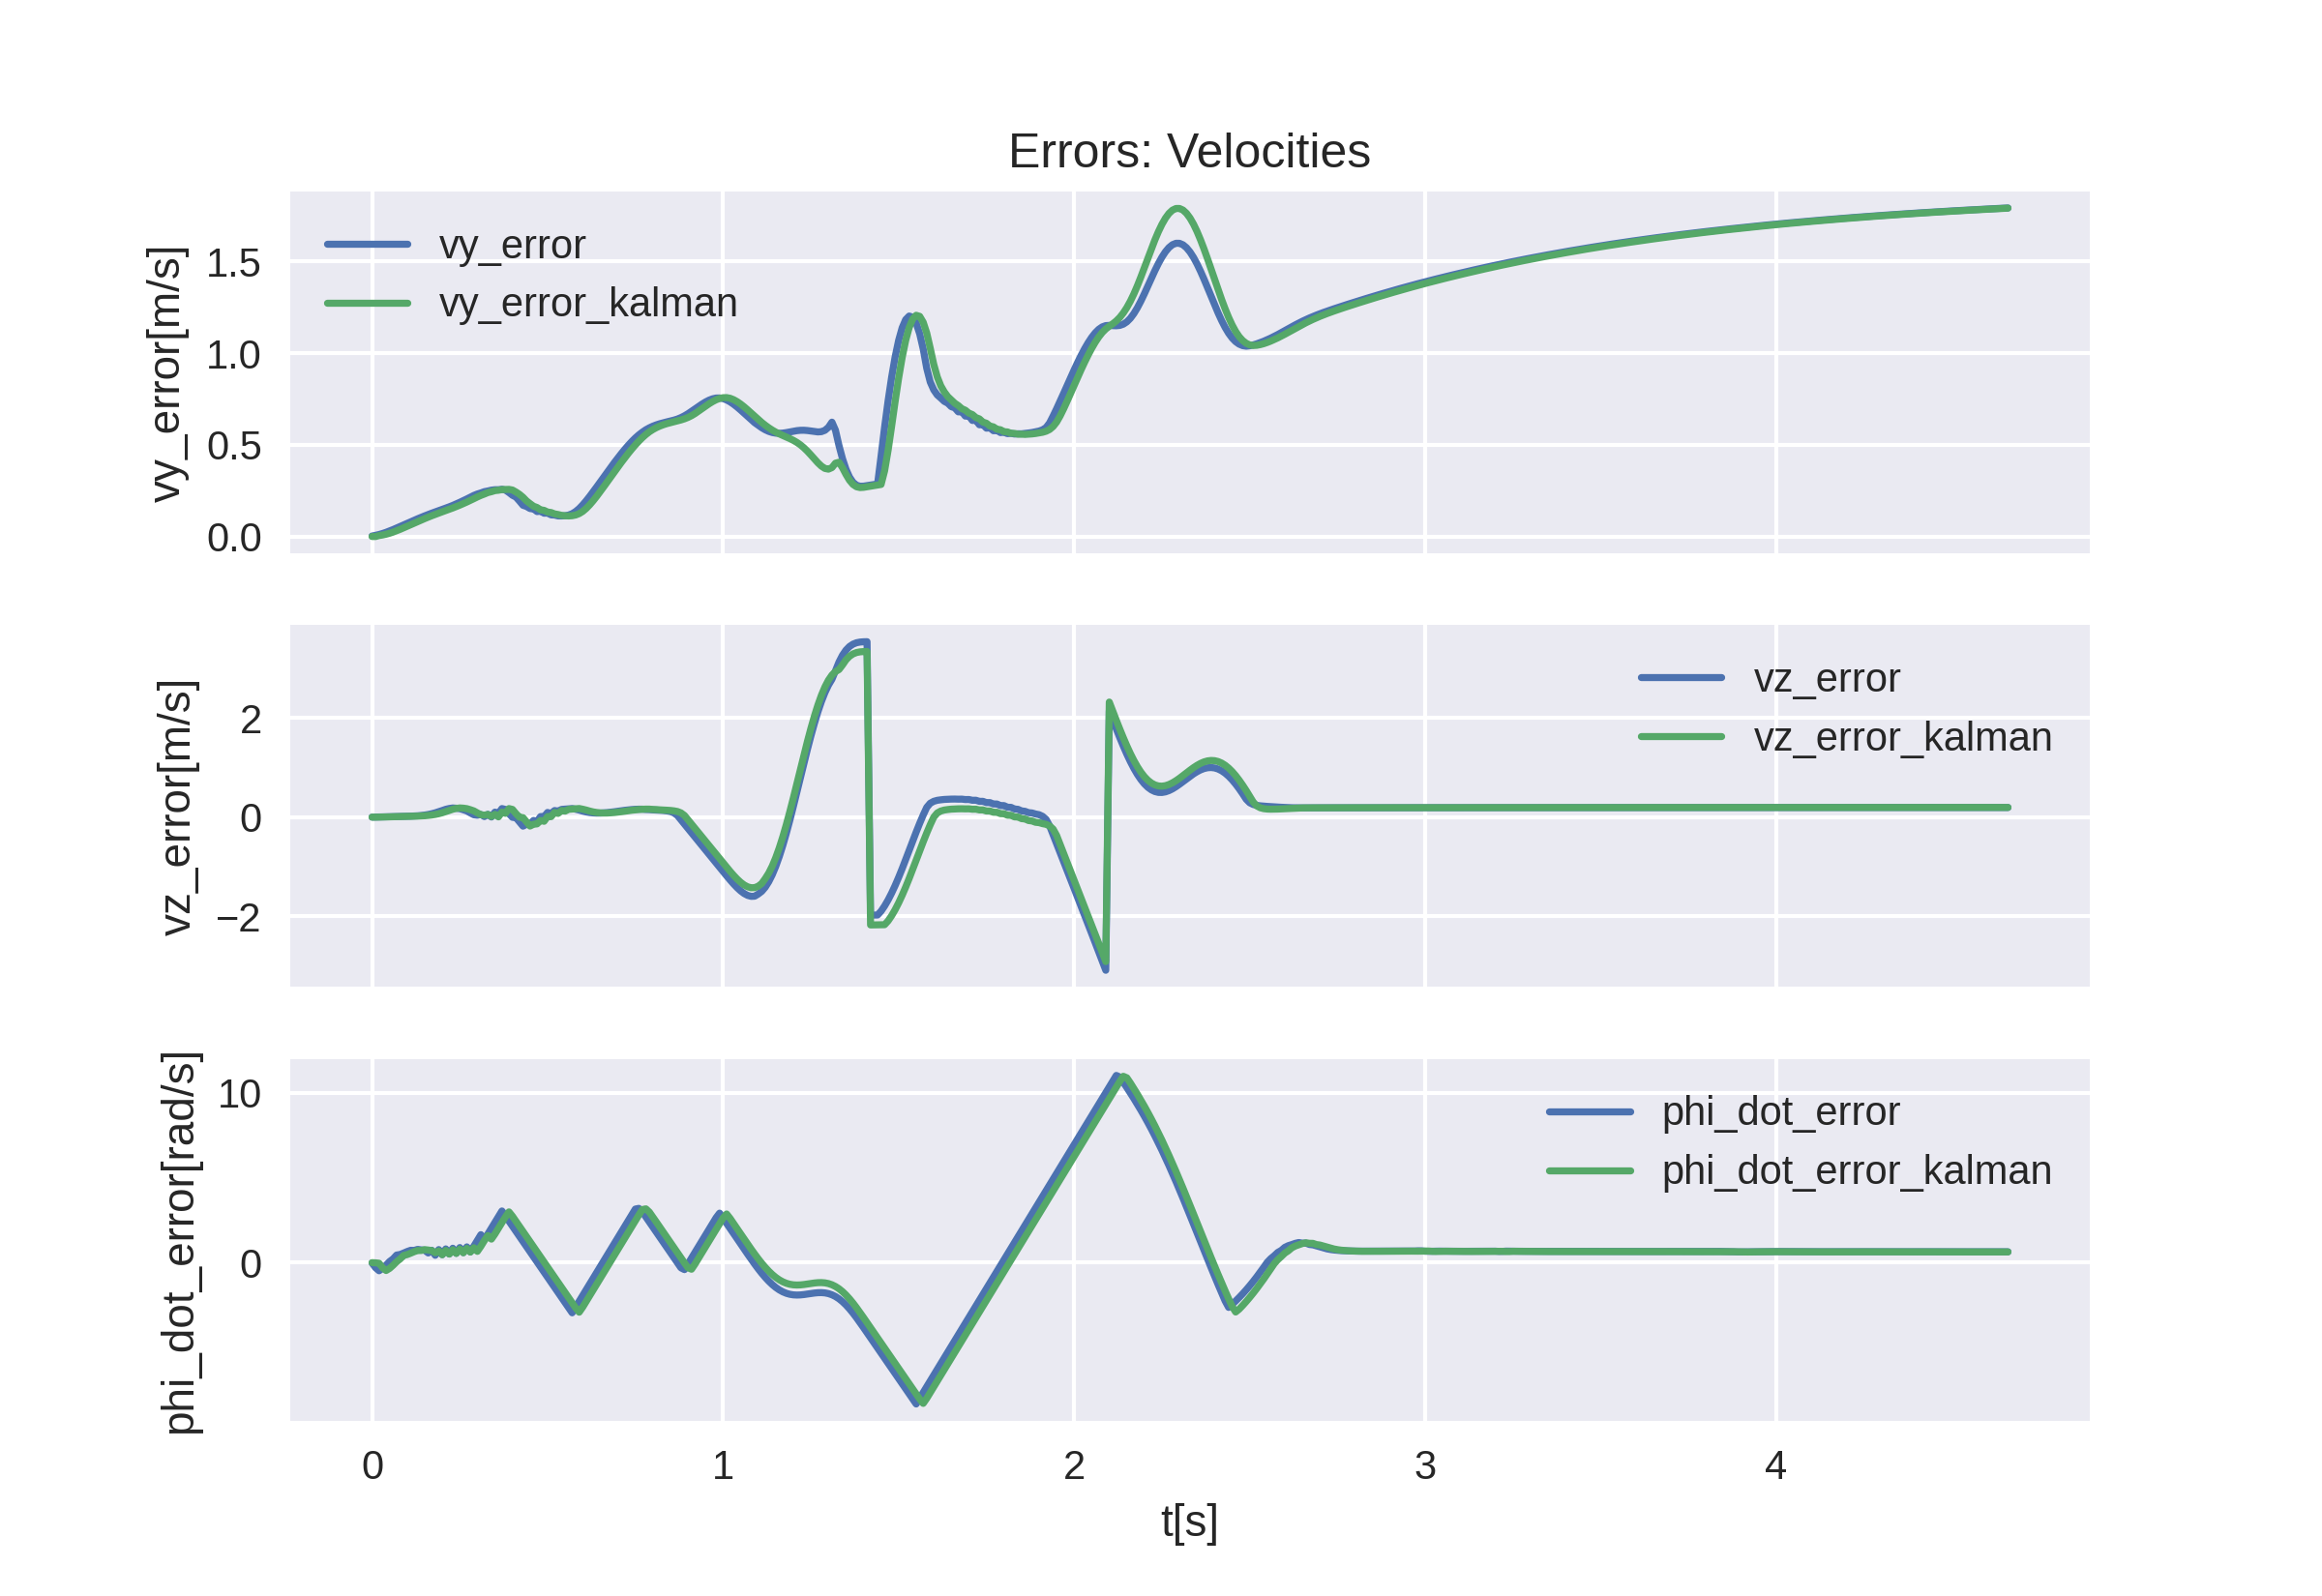 Errors: Velocities
vy_error[m/s]
1.5
1.0
0.5
0.0
vy_error
vy_error_kalman
vz_error[m/s]
2
0
−2
vz_error
vz_error_kalman
phi_dot_error[rad/s]
10
0
phi_dot_error
phi_dot_error_kalman
0 1 2 3 4
t[s]